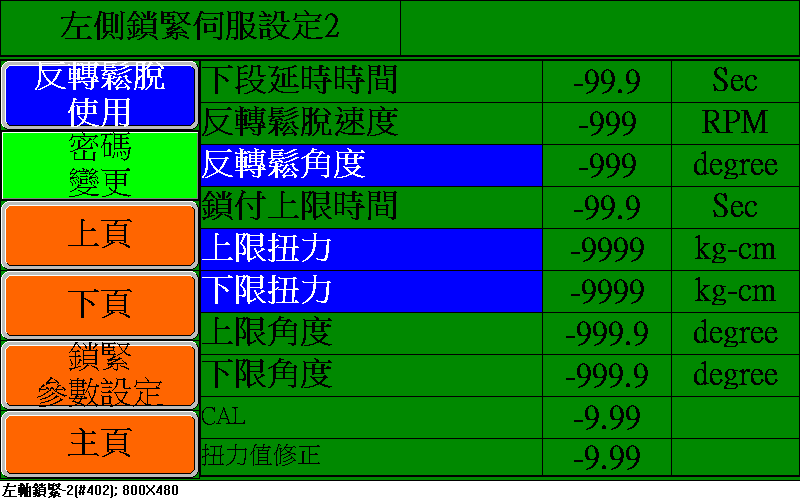 左側鎖緊伺服設定2
反轉鬆脫
使用
密碼
變更
上頁
下頁
鎖緊
參數設定
主頁
下段延時時間 -99.9 Sec
反轉鬆脫速度 -999 RPM
反轉鬆角度 -999 degree
鎖付上限時間 -99.9 Sec
上限扭力 -9999 kg-cm
下限扭力 -9999 kg-cm
上限角度 -999.9 degree
下限角度 -999.9 degree
CAL -9.99
扭力值修正 -9.99
左軸鎖緊-2(#402); 800X480